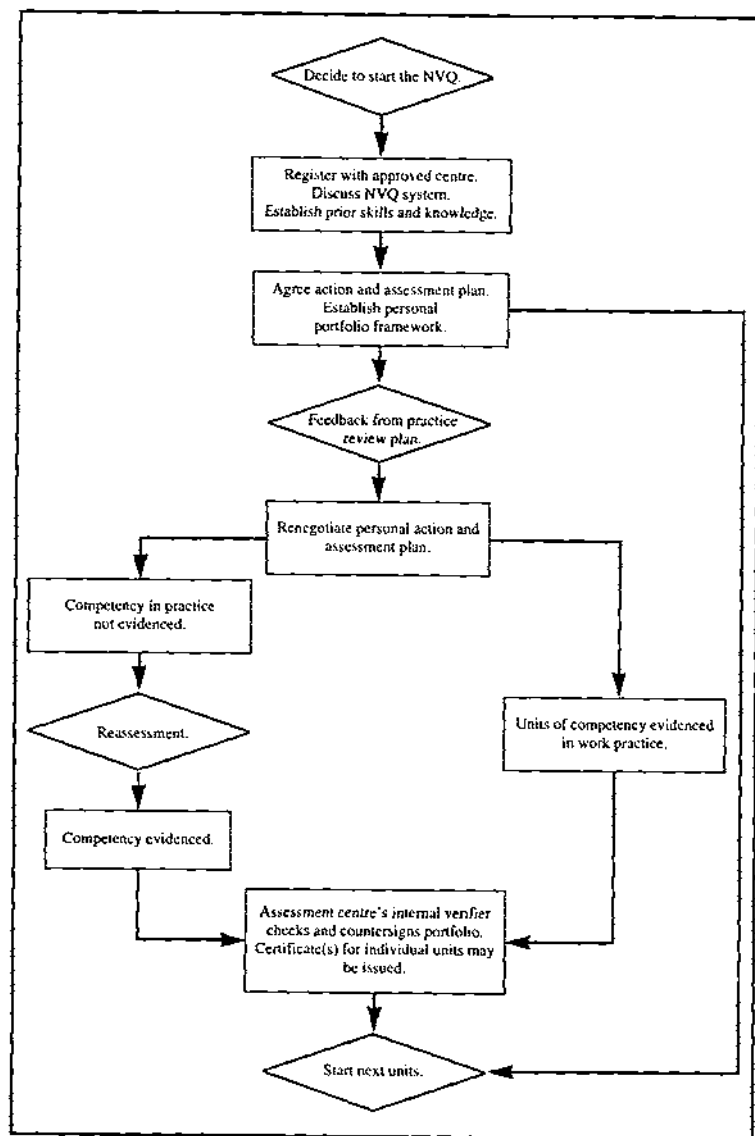 Decide to start the NVQ.
Register with approved centre.
Discuss NVQ system.
Establish prior skills and knowledge.
Agree action and assessment plan.
Establish personal
portfolio framework.
Feedback from practice
review plan.
Renegotiate personal action and
assessment plan.
Competency in practice
not evidenced.
Reassessment.
Units of competency evidenced
in work practice.
Competency evidenced.
Assessment centre's internal verifier
checks and countersigns portfolio.
Certificate(s) for individual units may
be issued.
Start next units.